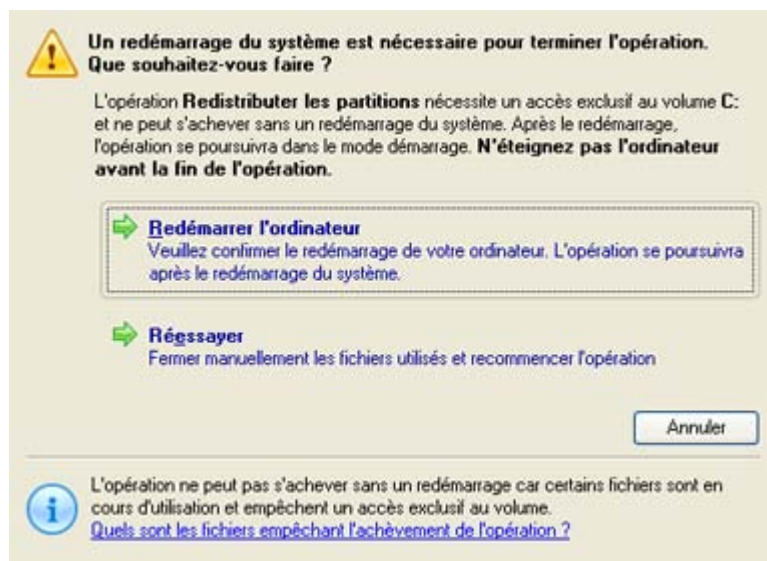 Un redémarrage du système est nécessaire pour terminer l'opération.
Que souhaitez-vous faire ?
L'opération Redistributer les partitions nécessite un accès exclusif au volume C:
et ne peut s'achever sans un redémarrage du système. Après le redémarrage,
l'opération se poursuivra dans le mode démarrage. N'éteignez pas l'ordinateur
avant la fin de l'opération.
Redémarrer l'ordinateur
Veuillez confirmer le redémarrage de votre ordinateur. L'opération se poursuivra
après le redémarrage du système.
Réessayer
Fermer manuellement les fichiers utilisés et recommencer l'opération
Annuler
L'opération ne peut pas s'achever sans un redémarrage car certains fichiers sont en
cours d'utilisation et empêchent un accès exclusif au volume.
Quels sont les fichiers empêchant l'achèvement de l'opération ?